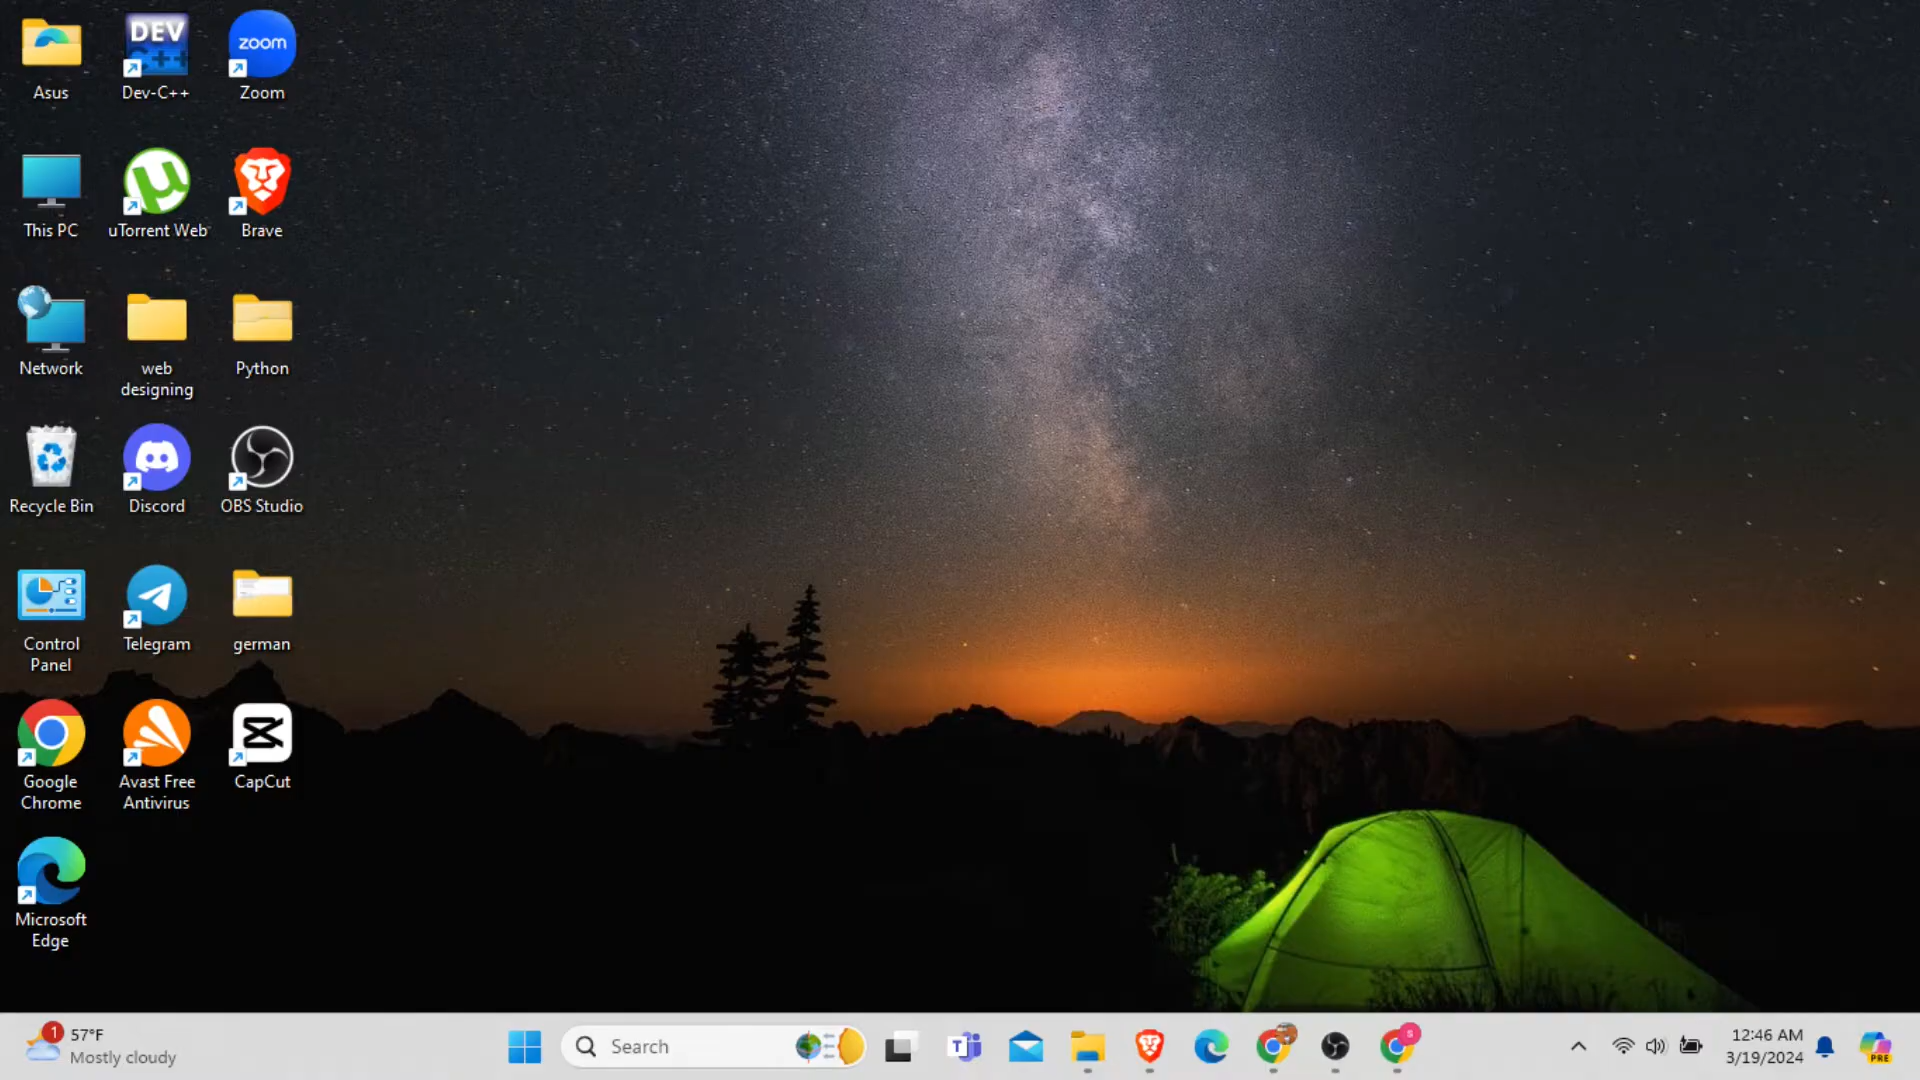 DEV
C++
zoom
Asus
Dev-C++
Zoom
This PC
uTorrent Web
Brave
Network
web
designing
Python
Recycle Bin
Discord
OBS Studio
Control
Panel
Telegram
german
Google
Chrome
Avast Free
Antivirus
CapCut
Microsoft
Edge
1
57°F
Mostly cloudy
Search
T
S
12:46 AM
3/19/2024
PRE